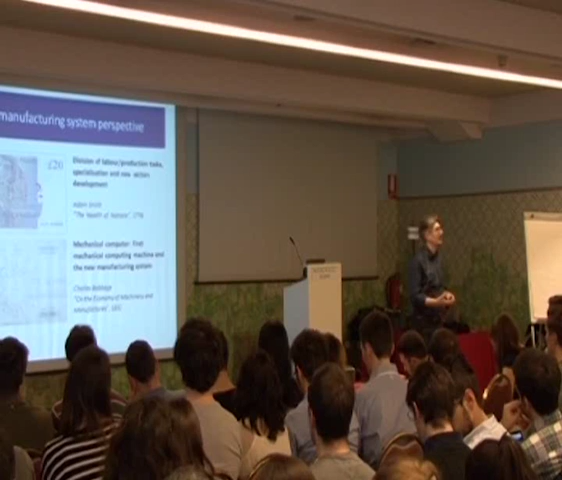 manufacturing system perspective
£20
Division of labour/production tasks,
specialisation and new sectors
development
Adam Smith
"The Wealth of Nations", 1776
Mechanical computer: First
mechanical computing machine and
the new manufacturing system
Charles Babbage
"On the Economy of Machinery and